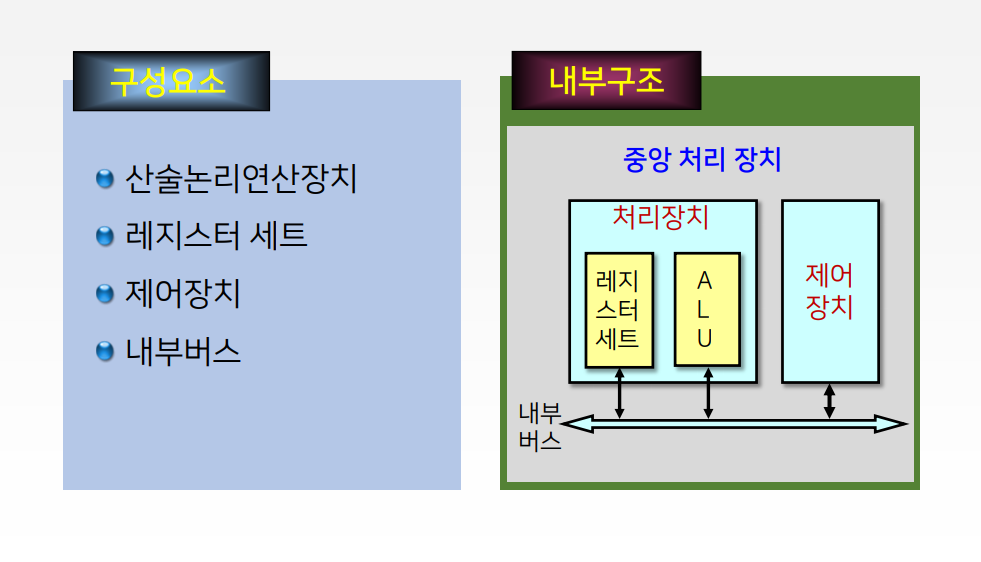 구성요소
산술논리연산장치
레지스터 세트
제어장치
내부버스
내부구조
중앙 처리 장치
처리장치
레지
스터
세트
A
L
U
제어
장치
내부
버스